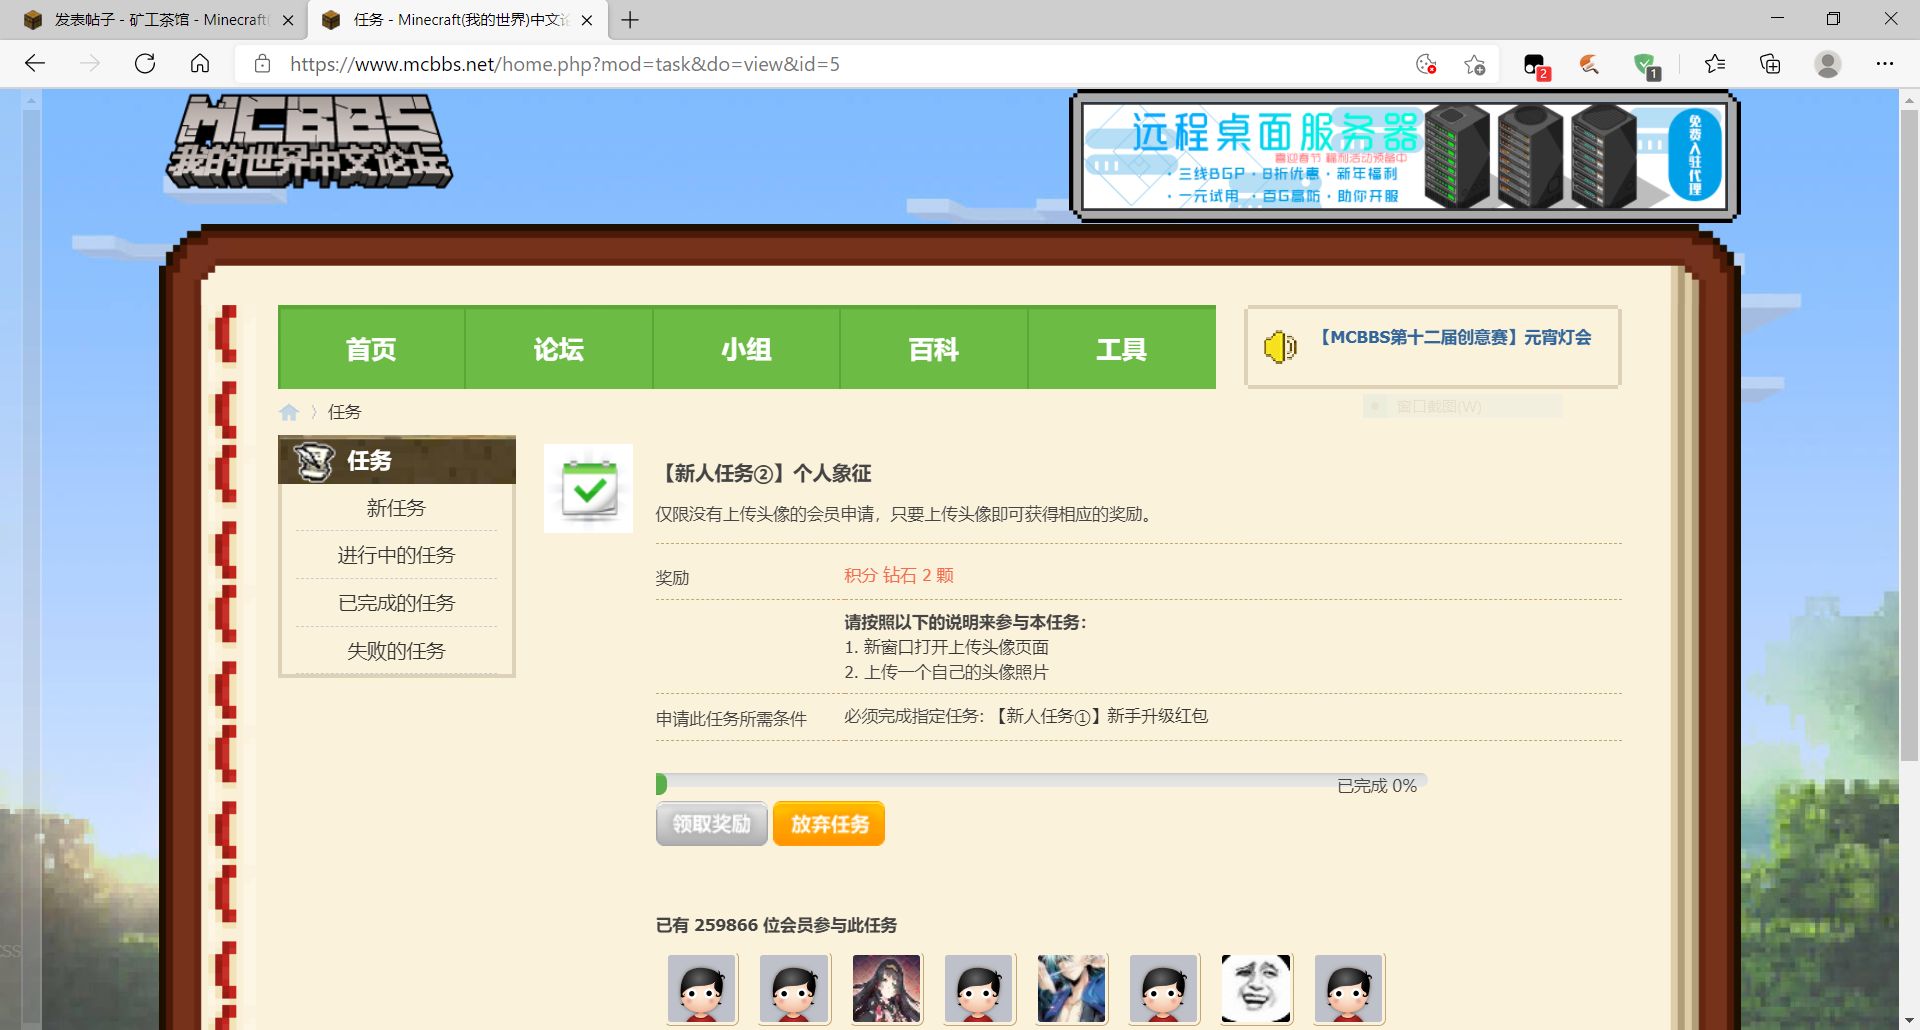 发表帖子 - 矿工茶馆 - Minecraft(
任务 - Minecraft(我的世界)中文论
https://www.mcbbs.net/home.php?mod=task&do=view&id=5
2
1
MCBBS
我的世界中文论坛
远程桌面服务器
喜迎春节 福利活动预备中
·三线BGP·8折优惠·新年福利
·一元试用·百G高防·助你开服
免费入驻代理
首页
论坛
小组
百科
工具
【MCBBS第十二届创意赛】元宵灯会
窗口截图(W)
任务
任务
新任务
进行中的任务
已完成的任务
失败的任务
【新人任务②】个人象征
仅限没有上传头像的会员申请，只要上传头像即可获得相应的奖励。
奖励
积分 钻石 2 颗
请按照以下的说明来参与本任务：
1. 新窗口打开上传头像页面
2. 上传一个自己的头像照片
申请此任务所需条件
必须完成指定任务：【新人任务①】新手升级红包
已完成 0%
领取奖励
放弃任务
已有 259866 位会员参与此任务
css